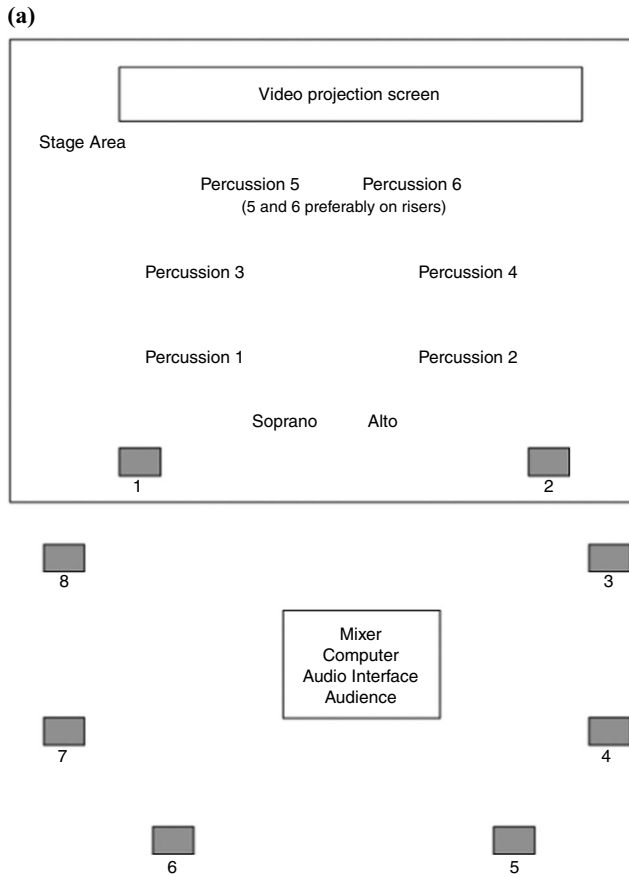 (a)
Video projection screen
Stage Area
Percussion 5 Percussion 6
(5 and 6 preferably on risers)
Percussion 3 Percussion 4
Percussion 1 Percussion 2
Soprano Alto
1 2
8 3
Mixer
Computer
Audio Interface
Audience
7 4
6 5